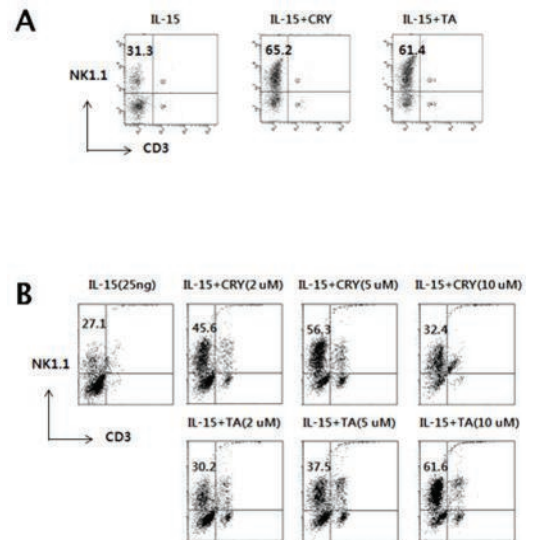 A
IL-15 IL-15+CRY IL-15+TA
31.3 65.2 61.4
NK1.1
CD3
B
IL-15(25ng) IL-15+CRY(2 uM) IL-15+CRY(5 uM) IL-15+CRY(10 uM)
27.1 45.6 56.3 32.4
NK1.1
CD3
IL-15+TA(2 uM) IL-15+TA(5 uM) IL-15+TA(10 uM)
30.2 37.5 61.6